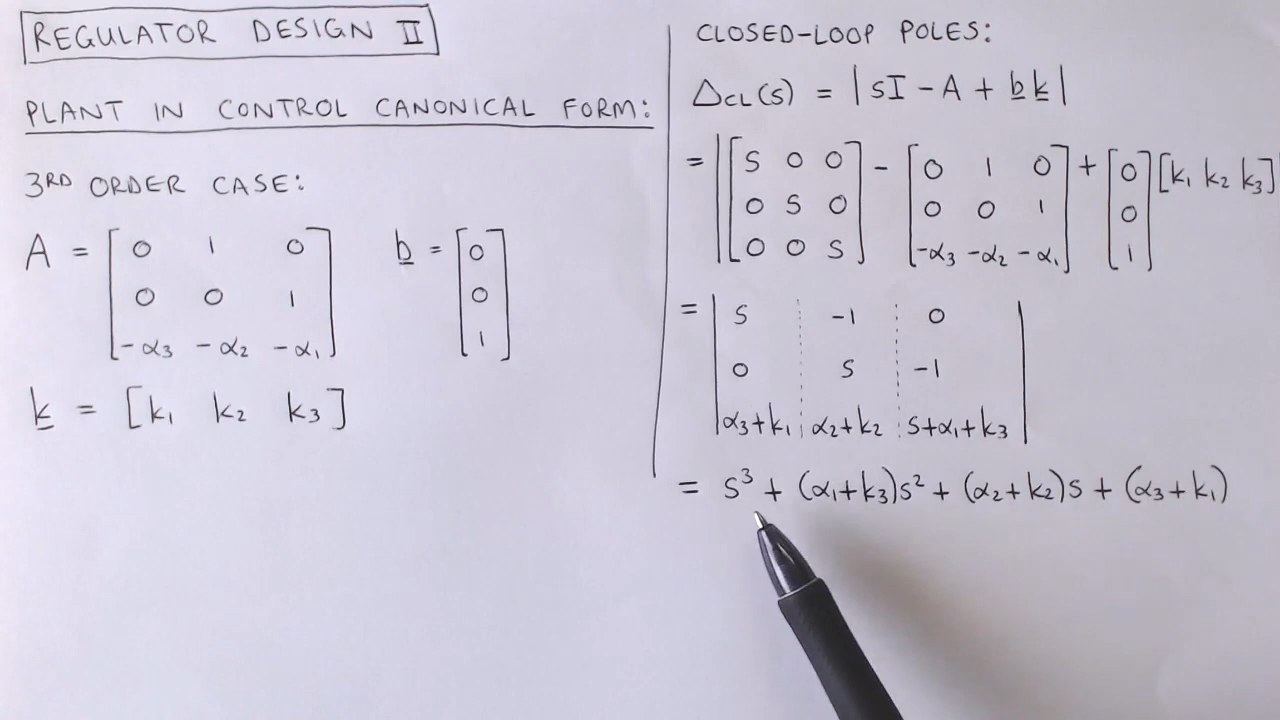 REGULATOR DESIGN II
PLANT IN CONTROL CANONICAL FORM:
3RD ORDER CASE:
A = [ 0 1 0
0 0 1
-α₃ -α₂ -α₁ ]
b = [ 0
0
1 ]
k = [k₁ k₂ k₃]
CLOSED-LOOP POLES:
ΔCL(s) = |sI - A + b k|
= |[ s 0 0
0 s 0
0 0 s ] - [ 0 1 0
0 0 1
-α₃ -α₂ -α₁ ] + [ 0
0
1 ] [k₁ k₂ k₃]
= | s -1 0
0 s -1
α₃+k₁ α₂+k₂ s+α₁+k₃ |
= s³ + (α₁+k₃)s² + (α₂+k₂)s + (α₃+k₁)